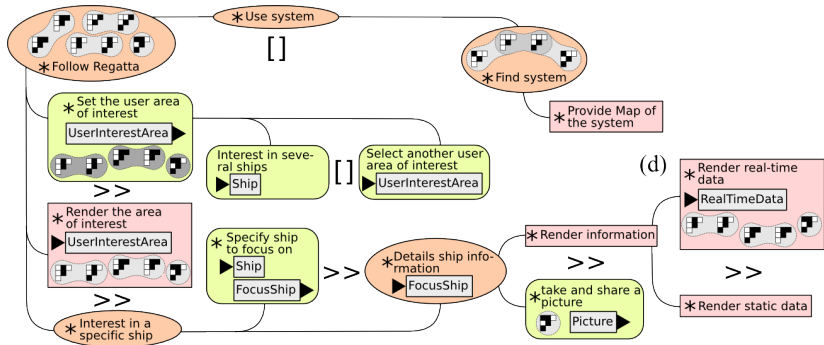 * Use system
[]
* Follow Regatta
* Find system
* Provide Map of
the system
* Set the user area
of interest
UserInterestArea
>>
Interest in seve-
ral ships
Ship
[]
Select another user
area of interest
UserInterestArea
(d)
* Render real-time
data
RealTimeData
>>
* Render static data
* Render the area
of interest
UserInterestArea
>>
* Interest in a
specific ship
* Specify ship
to focus on
Ship
FocusShip
>>
* Details ship info-
rmation
FocusShip
* Render information
>>
* take and share a
picture
Picture